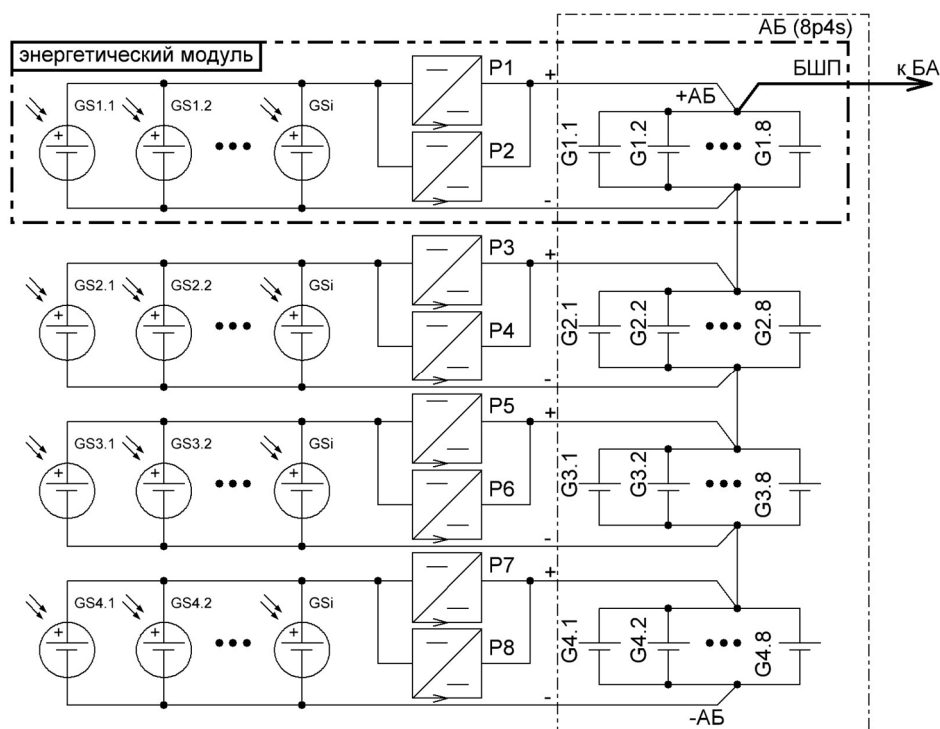 АБ (8p4s)
энергетический модуль
P1
+
БШП
к БА
+АБ
GS1.1
GS1.2
GSi
+
+
+
P2
G1.1
G1.2
G1.8
-
P3
+
GS2.1
GS2.2
GSi
+
+
+
P4
G2.1
G2.2
G2.8
-
P5
+
GS3.1
GS3.2
GSi
+
+
+
P6
G3.1
G3.2
G3.8
-
P7
+
GS4.1
GS4.2
GSi
+
+
+
P8
G4.1
G4.2
G4.8
-
-АБ